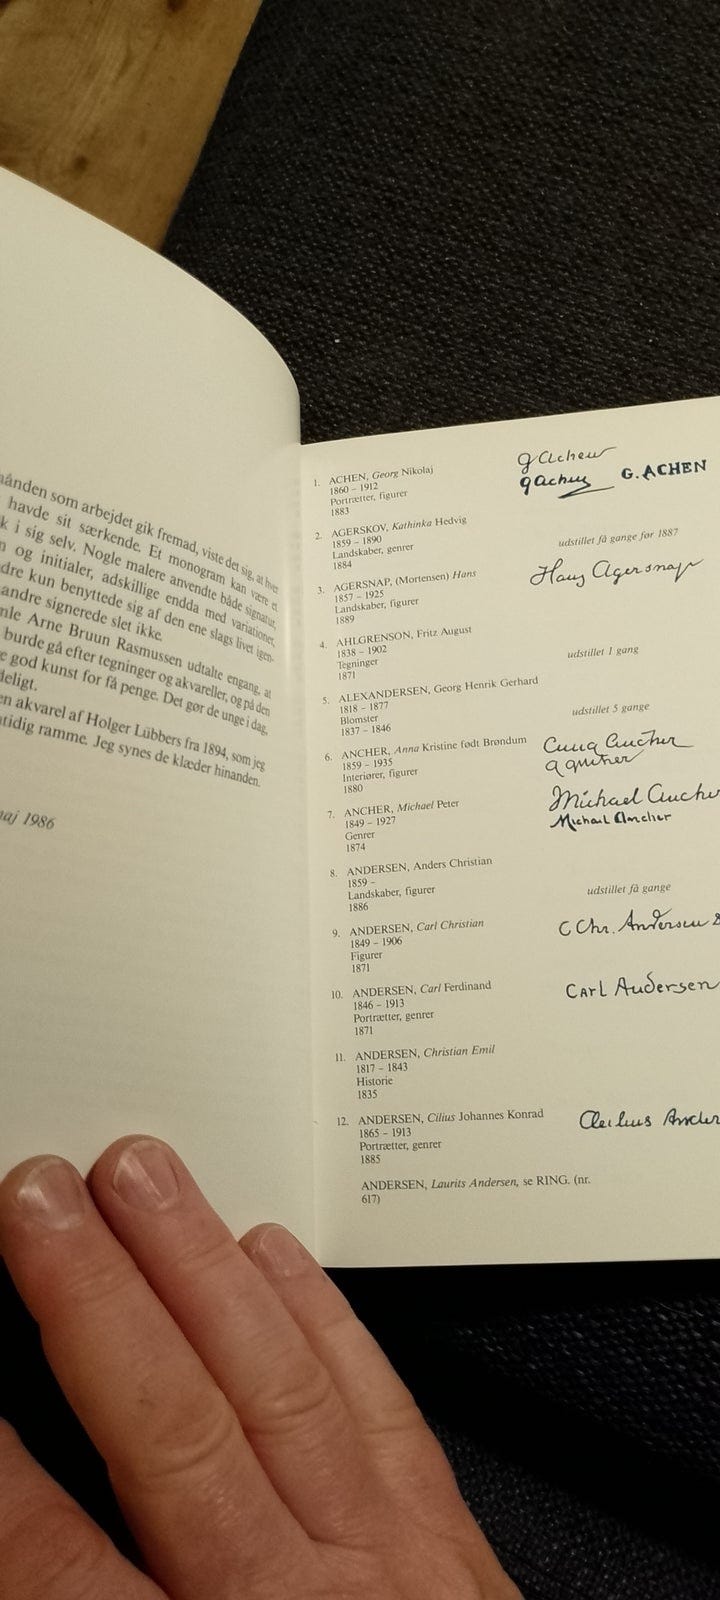 ånden som arbejdet gik fremad, viste det sig, at hver
havde sit særkende. Et monogram kan være et
k i sig selv. Nogle malere anvendte både signatur,
og initialer, adskillige endda med variationer,
dre kun benyttede sig af den ene slags livet igen-
andre signerede slet ikke.
mle Arne Bruun Rasmussen udtalte engang, at
burde gå efter tegninger og akvareller, og på den
e god kunst for få penge. Det gør de unge i dag,
deligt.
en akvarel af Holger Lübbers fra 1894, som jeg
ntidig ramme. Jeg synes de klæder hinanden.
maj 1986
1. ACHEN, Georg Nikolaj
1860 – 1912
Portrætter, figurer
1883
G Achen
G Achen G. ACHEN
2. AGERSKOV, Kathinka Hedvig
1859 – 1890
Landskaber, genrer
1884
udstillet få gange før 1887
3. AGERSNAP, (Mortensen) Hans
1857 – 1925
Landskaber, figurer
1889
Hans Agersnap
4. AHLGRENSON, Fritz August
1838 – 1902
Tegninger
1871
udstillet 1 gang
5. ALEXANDERSEN, Georg Henrik Gerhard
1818 – 1877
Blomster
1837 – 1846
udstillet 5 gange
6. ANCHER, Anna Kristine født Brøndum
1859 – 1935
Interiører, figurer
1880
Anna Ancher
A Ancher
7. ANCHER, Michael Peter
1849 – 1927
Genrer
1874
Michael Anche
Michael Ancher
8. ANDERSEN, Anders Christian
1859 –
Landskaber, figurer
1886
udstillet få gange
9. ANDERSEN, Carl Christian
1849 – 1906
Figurer
1871
C Chr. Andersen
10. ANDERSEN, Carl Ferdinand
1846 – 1913
Portrætter, genrer
1871
Carl Andersen
11. ANDERSEN, Christian Emil
1817 – 1843
Historie
1835
12. ANDERSEN, Cilius Johannes Konrad
1865 – 1913
Portrætter, genrer
1885
Cilius Ander
ANDERSEN, Laurits Andersen, se RING. (nr.
617)